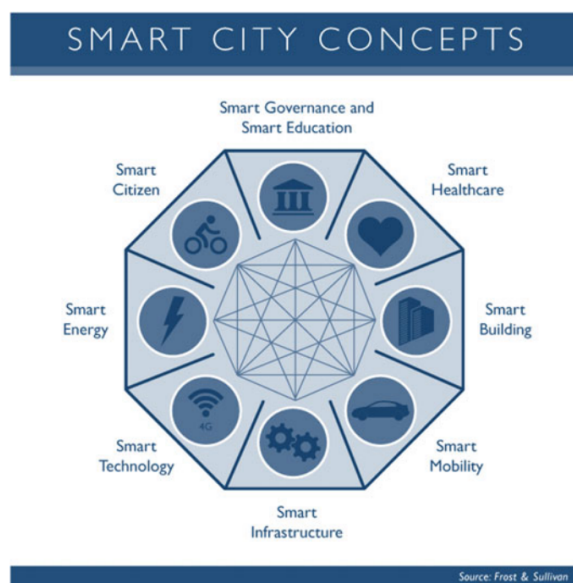 SMART CITY CONCEPTS
Smart Governance and
Smart Education
Smart
Citizen
Smart
Healthcare
Smart
Energy
Smart
Building
4G
Smart
Technology
Smart
Mobility
Smart
Infrastructure
Source: Frost & Sullivan